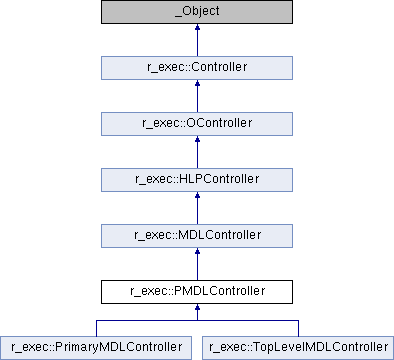 _Object
r_exec::Controller
r_exec::OController
r_exec::HLPController
r_exec::MDLController
r_exec::PMDLController
r_exec::PrimaryMDLController
r_exec::TopLevelMDLController